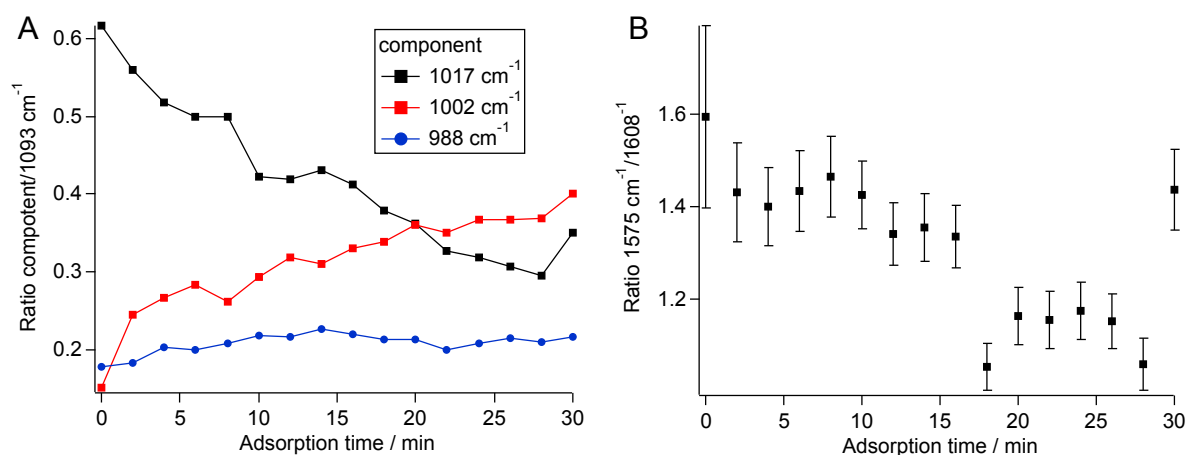 A
Ratio compotent/1093 cm⁻¹
0.6
0.5
0.4
0.3
0.2
component
1017 cm⁻¹
1002 cm⁻¹
988 cm⁻¹
0 5 10 15 20 25 30
Adsorption time / min
B
Ratio 1575 cm⁻¹/1608⁻¹
1.6
1.4
1.2
0 5 10 15 20 25 30
Adsorption time / min